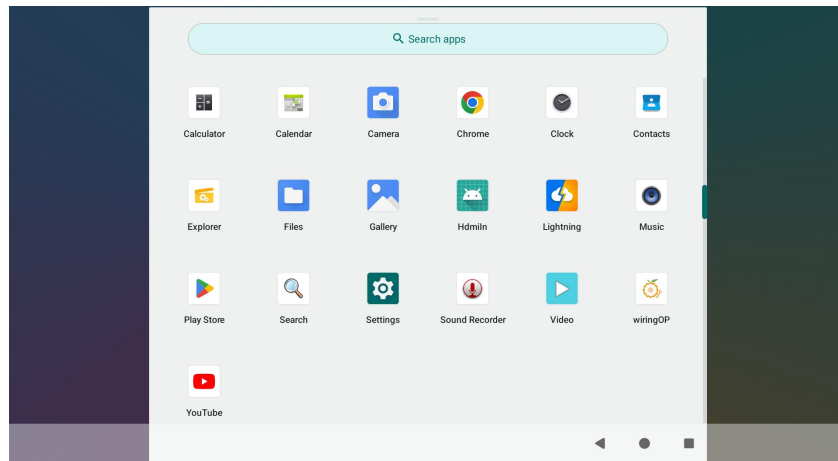 Search apps
Calculator Calendar Camera Chrome Clock Contacts
Explorer Files Gallery HdmiIn Lightning Music
Play Store Search Settings Sound Recorder Video wiringOP
YouTube